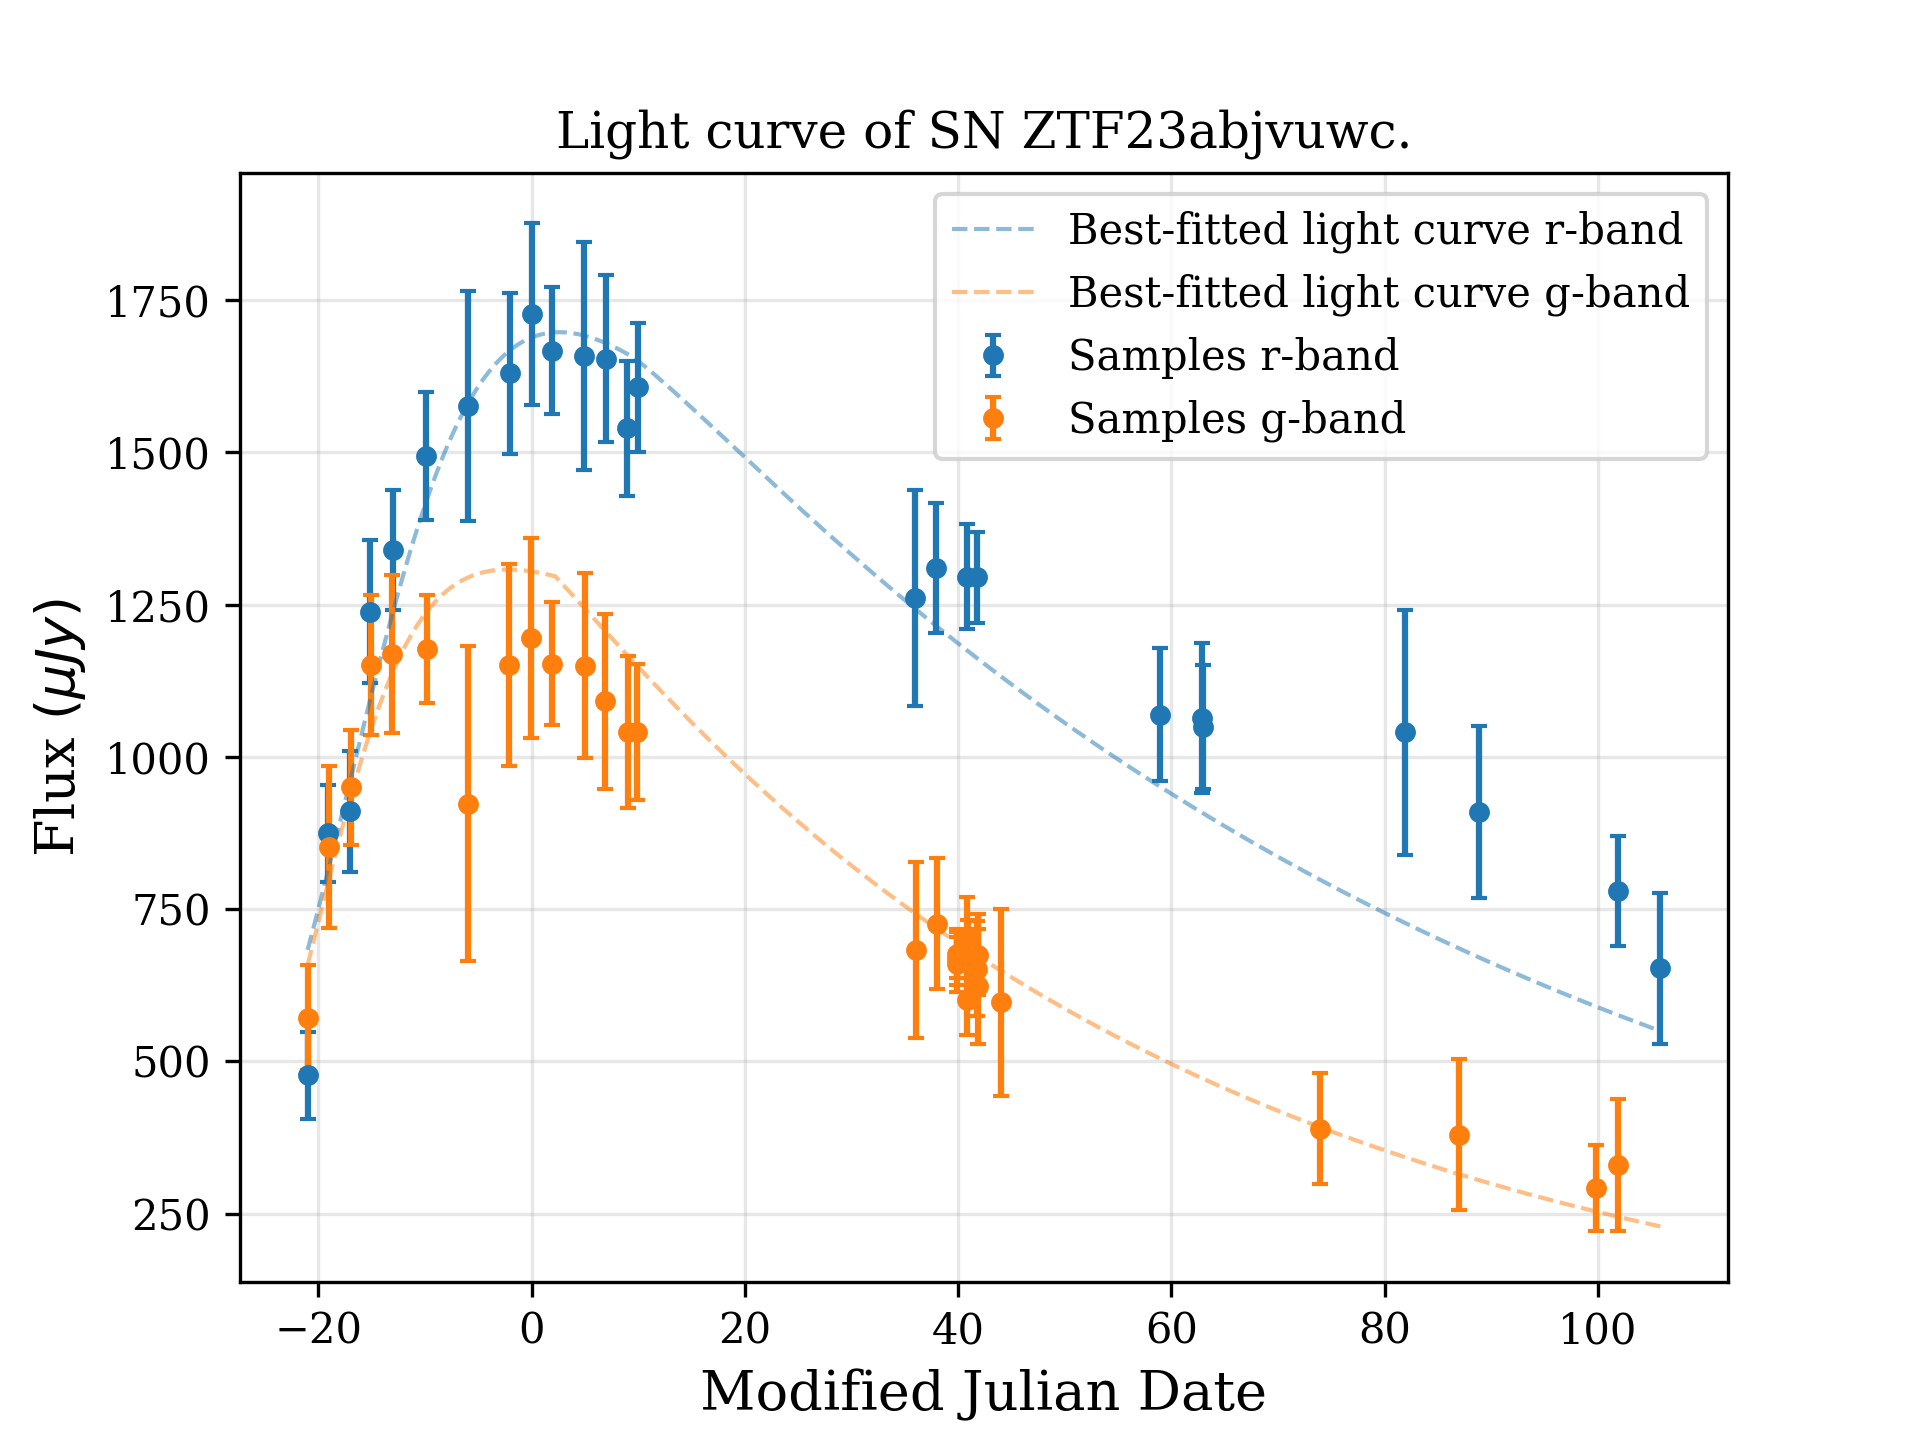 Light curve of SN ZTF23abjvuwc.
Best-fitted light curve r-band
Best-fitted light curve g-band
Samples r-band
Samples g-band
Flux (μJy)
1750
1500
1250
1000
750
500
250
−20 0 20 40 60 80 100
Modified Julian Date